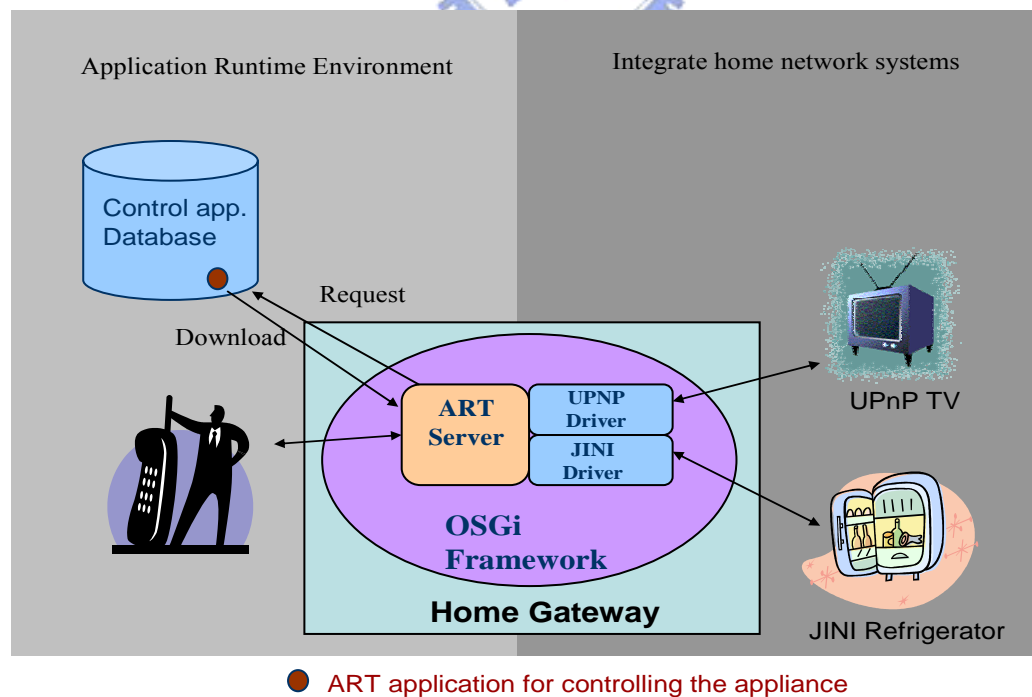 Application Runtime Environment
Integrate home network systems
Control app.
Database
Request
Download
ART
Server
UPNP
Driver
JINI
Driver
OSGi
Framework
Home Gateway
UPnP TV
JINI Refrigerator
ART application for controlling the appliance